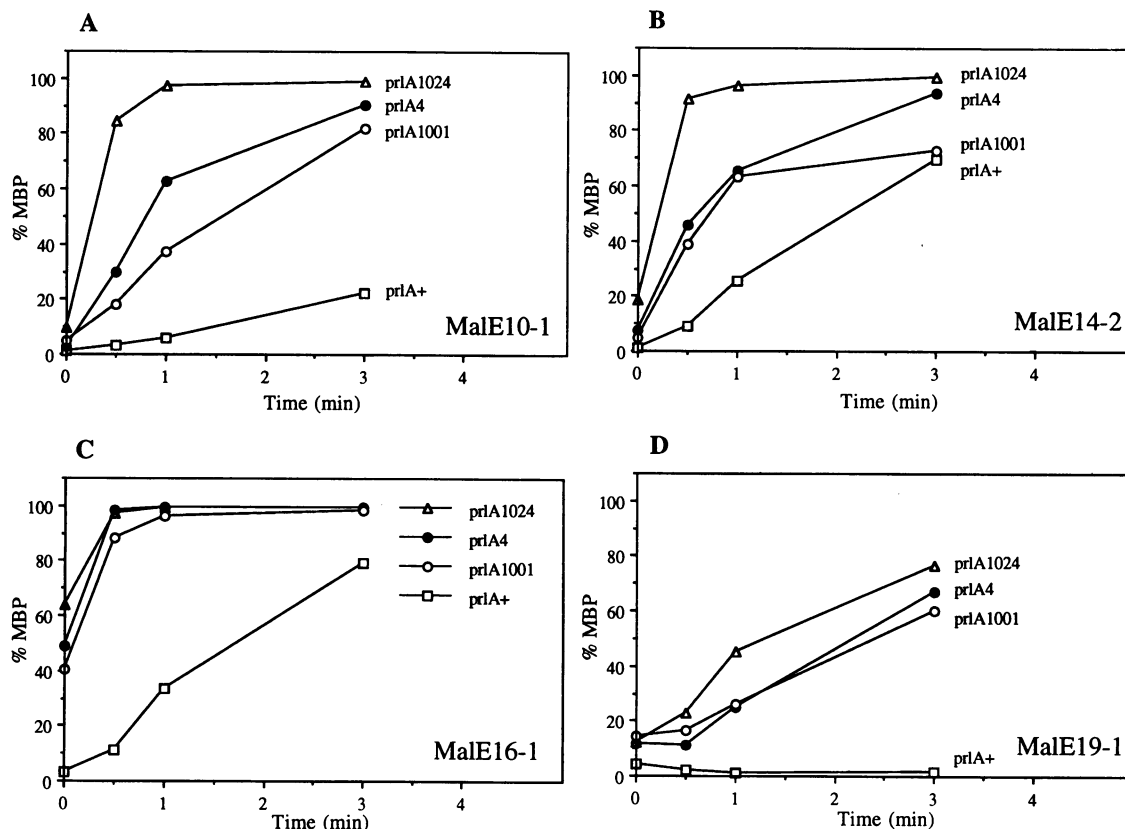 A
% MBP
100
80
60
40
20
0
prlA1024
prlA4
prlA1001
prlA+
MalE10-1
0 1 2 3 4
Time (min)
B
% MBP
100
80
60
40
20
0
prlA1024
prlA4
prlA1001
prlA+
MalE14-2
0 1 2 3 4
Time (min)
C
% MBP
100
80
60
40
20
0
prlA1024
prlA4
prlA1001
prlA+
MalE16-1
0 1 2 3 4
Time (min)
D
% MBP
100
80
60
40
20
0
prlA1024
prlA4
prlA1001
prlA+
MalE19-1
0 1 2 3 4
Time (min)